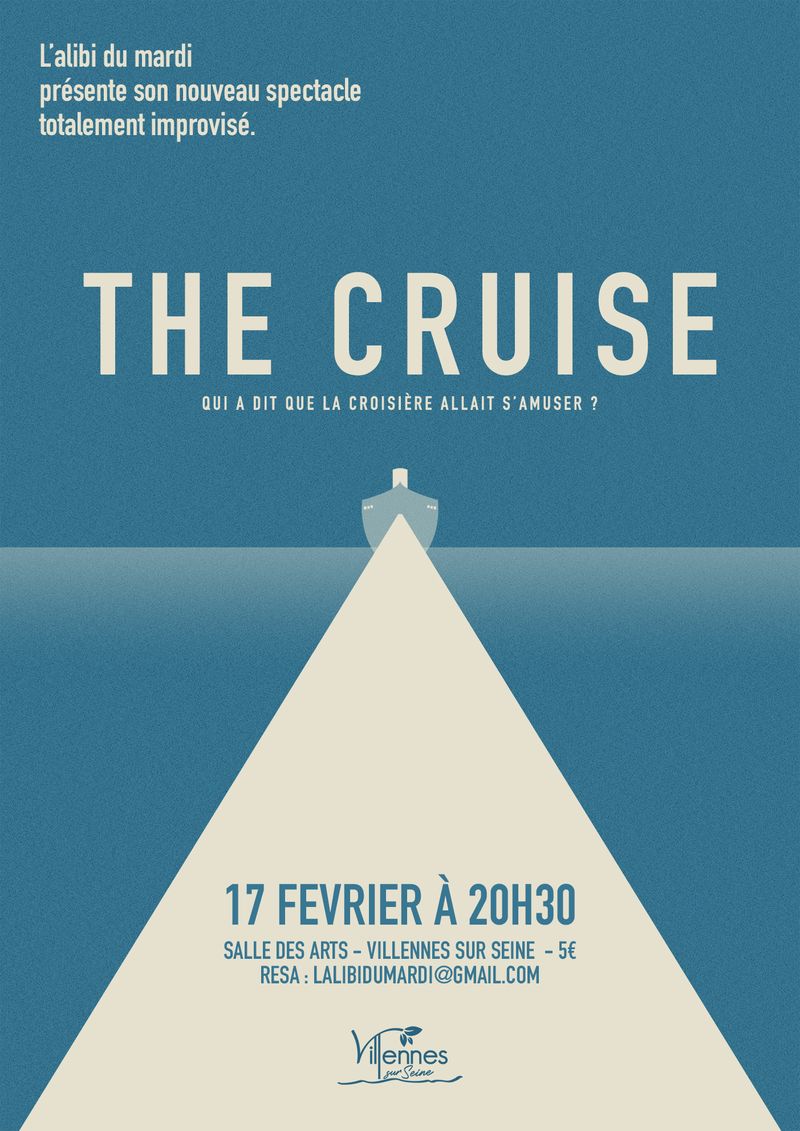 L'alibi du mardi
présente son nouveau spectacle
totalement improvisé.
THE CRUISE
QUI A DIT QUE LA CROISIÈRE ALLAIT S'AMUSER ?
17 FEVRIER À 20H30
SALLE DES ARTS - VILLENNES SUR SEINE - 5€
RESA : LALIBIDUMARDI@GMAIL.COM
Villennes
sur Seine